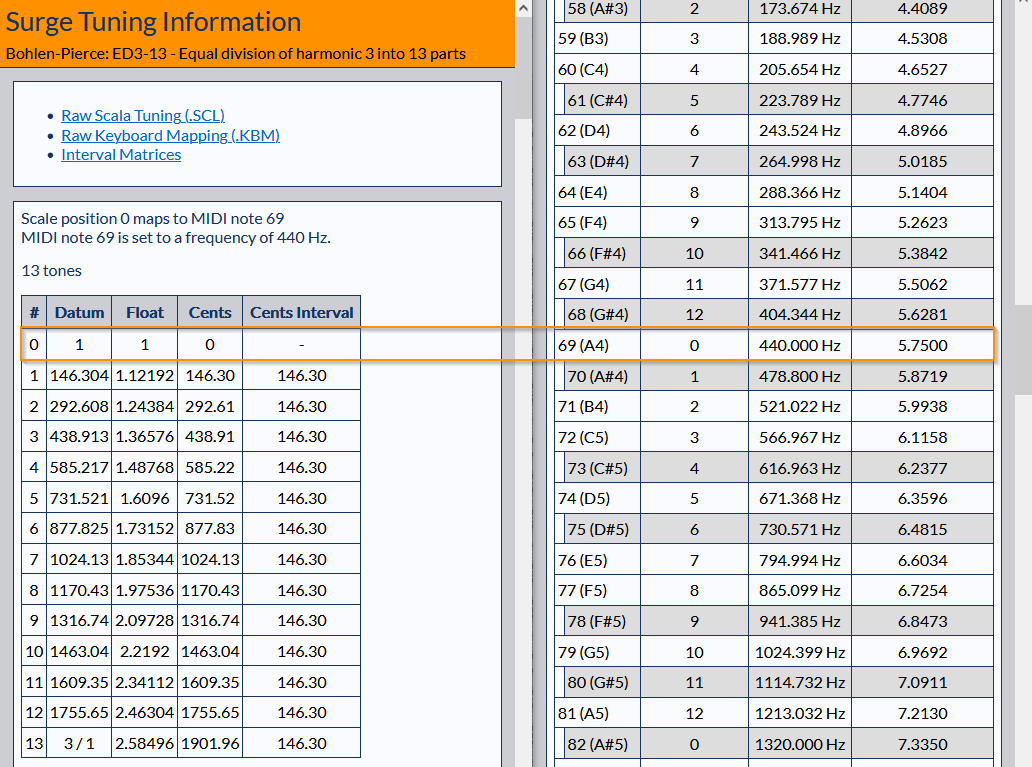 Surge Tuning Information
Bohlen-Pierce: ED3-13 - Equal division of harmonic 3 into 13 parts
Raw Scala Tuning (.SCL)
Raw Keyboard Mapping (.KBM)
Interval Matrices
Scale position 0 maps to MIDI note 69
MIDI note 69 is set to a frequency of 440 Hz.
13 tones
# Datum Float Cents Cents Interval
0 1 1 0 -
1 146.304 1.12192 146.30 146.30
2 292.608 1.24384 292.61 146.30
3 438.913 1.36576 438.91 146.30
4 585.217 1.48768 585.22 146.30
5 731.521 1.6096 731.52 146.30
6 877.825 1.73152 877.83 146.30
7 1024.13 1.85344 1024.13 146.30
8 1170.43 1.97536 1170.43 146.30
9 1316.74 2.09728 1316.74 146.30
10 1463.04 2.2192 1463.04 146.30
11 1609.35 2.34112 1609.35 146.30
12 1755.65 2.46304 1755.65 146.30
13 3 / 1 2.58496 1901.96 146.30
58 (A#3) 2 173.674 Hz 4.4089
59 (B3) 3 188.989 Hz 4.5308
60 (C4) 4 205.654 Hz 4.6527
61 (C#4) 5 223.789 Hz 4.7746
62 (D4) 6 243.524 Hz 4.8966
63 (D#4) 7 264.998 Hz 5.0185
64 (E4) 8 288.366 Hz 5.1404
65 (F4) 9 313.795 Hz 5.2623
66 (F#4) 10 341.466 Hz 5.3842
67 (G4) 11 371.577 Hz 5.5062
68 (G#4) 12 404.344 Hz 5.6281
69 (A4) 0 440.000 Hz 5.7500
70 (A#4) 1 478.800 Hz 5.8719
71 (B4) 2 521.022 Hz 5.9938
72 (C5) 3 566.967 Hz 6.1158
73 (C#5) 4 616.963 Hz 6.2377
74 (D5) 5 671.368 Hz 6.3596
75 (D#5) 6 730.571 Hz 6.4815
76 (E5) 7 794.994 Hz 6.6034
77 (F5) 8 865.099 Hz 6.7254
78 (F#5) 9 941.385 Hz 6.8473
79 (G5) 10 1024.399 Hz 6.9692
80 (G#5) 11 1114.732 Hz 7.0911
81 (A5) 12 1213.032 Hz 7.2130
82 (A#5) 0 1320.000 Hz 7.3350